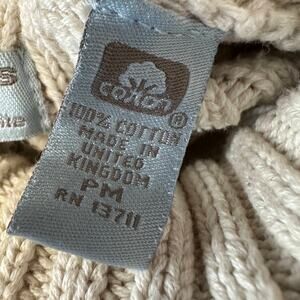 cotton
®
100% COTTON
MADE IN
UNITED
KINGDOM
PM
RN 13711